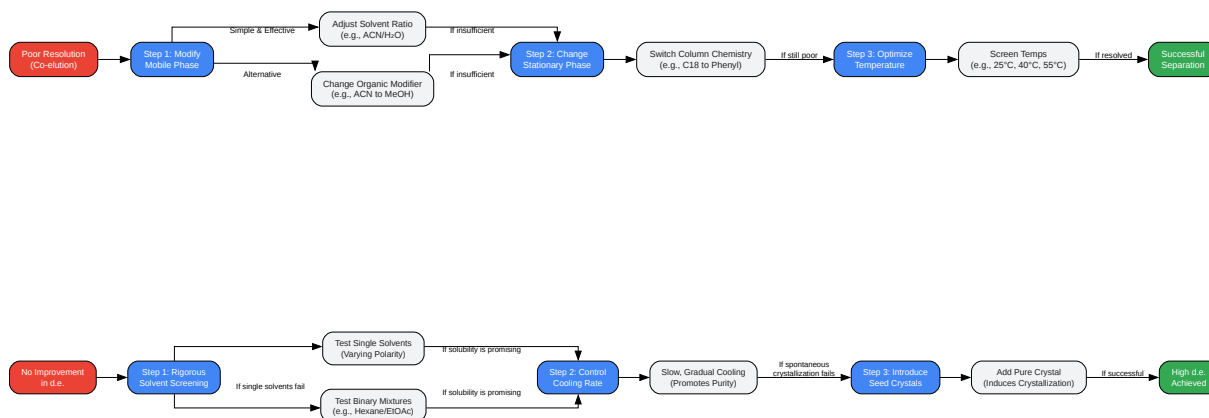 Poor Resolution
(Co-elution)
Step 1: Modify
Mobile Phase
Simple & Effective
Alternative
Adjust Solvent Ratio
(e.g., ACN/H₂O)
Change Organic Modifier
(e.g., ACN to MeOH)
If insufficient
If insufficient
Step 2: Change
Stationary Phase
Switch Column Chemistry
(e.g., C18 to Phenyl)
If still poor
Step 3: Optimize
Temperature
Screen Temps
(e.g., 25°C, 40°C, 55°C)
If resolved
Successful
Separation
No Improvement
in d.e.
Step 1: Rigorous
Solvent Screening
If single solvents fail
Test Single Solvents
(Varying Polarity)
Test Binary Mixtures
(e.g., Hexane/EtOAc)
If solubility is promising
If solubility is promising
Step 2: Control
Cooling Rate
Slow, Gradual Cooling
(Promotes Purity)
If spontaneous
crystallization fails
Step 3: Introduce
Seed Crystals
Add Pure Crystal
(Induces Crystallization)
If successful
High d.e.
Achieved